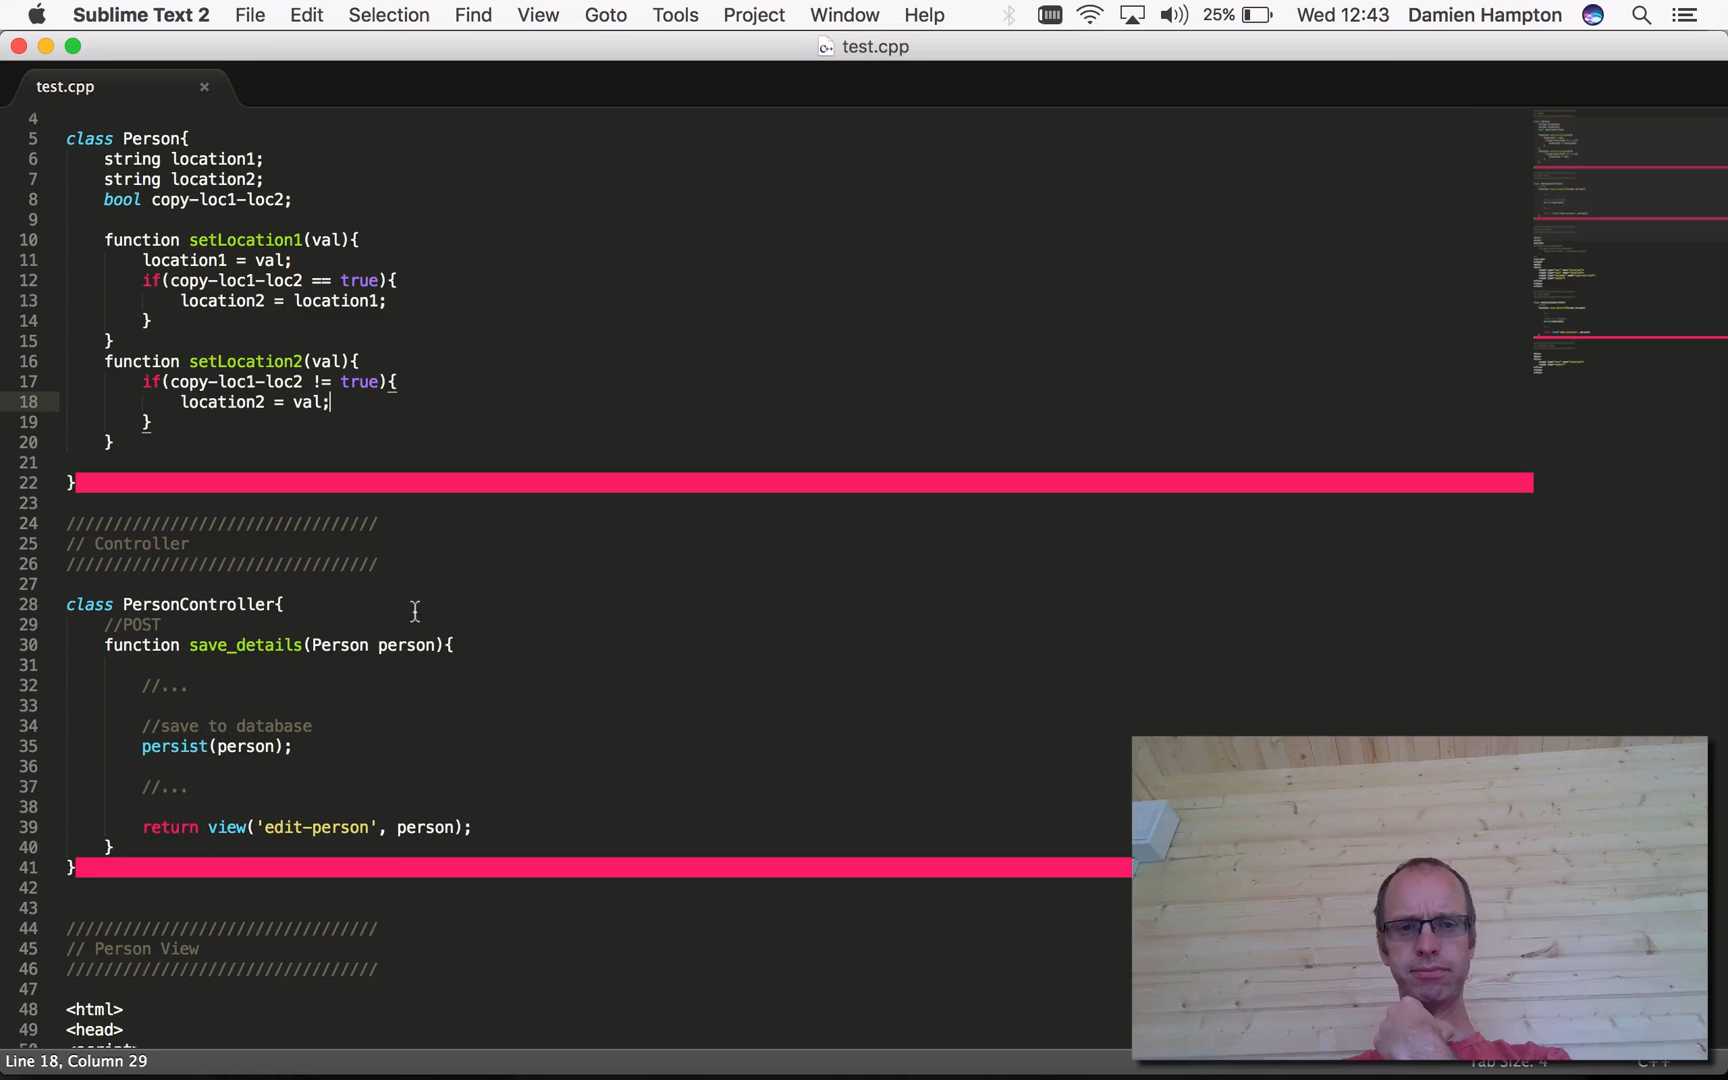 Sublime Text 2 File Edit Selection Find View Goto Tools Project Window Help 25% Wed 12:43 Damien Hampton
test.cpp
test.cpp
4
5 class Person{
6 string location1;
7 string location2;
8 bool copy-loc1-loc2;
9
10 function setLocation1(val){
11 location1 = val;
12 if(copy-loc1-loc2 == true){
13 location2 = location1;
14 }
15 }
16 function setLocation2(val){
17 if(copy-loc1-loc2 != true){
18 location2 = val;
19 }
20 }
21
22 }
23
24 /////////////////////////////////
25 // Controller
26 /////////////////////////////////
27
28 class PersonController{
29 //POST
30 function save_details(Person person){
31
32 //...
33
34 //save to database
35 persist(person);
36
37 //...
38
39 return view('edit-person', person);
40 }
41 }
42
43
44 /////////////////////////////////
45 // Person View
46 /////////////////////////////////
47
48 <html>
49 <head>
Line 18, Column 29